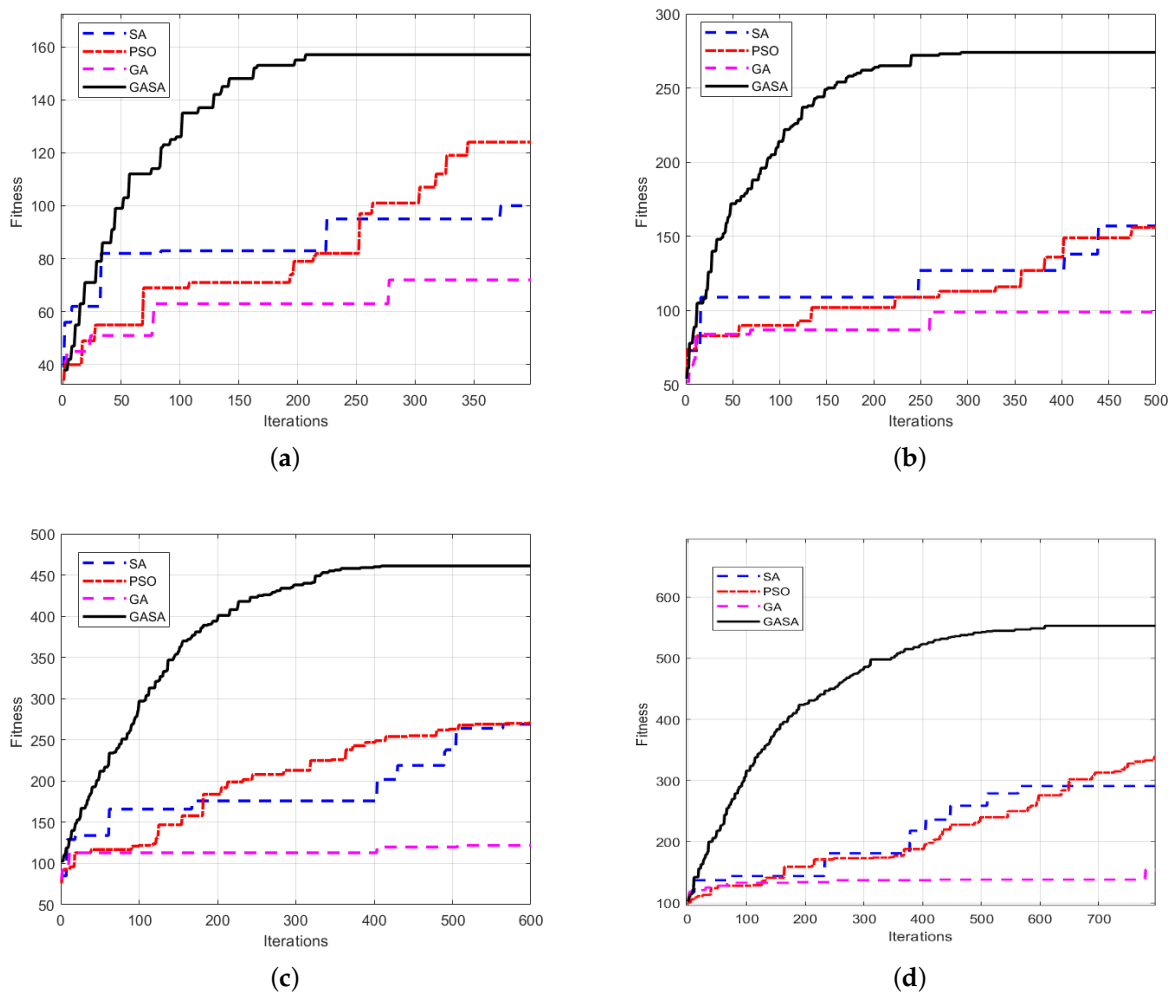 SA
PSO
GA
GASA
Fitness
160
140
120
100
80
60
40
0 50 100 150 200 250 300 350
Iterations
(a)
SA
PSO
GA
GASA
Fitness
300
250
200
150
100
50
0 50 100 150 200 250 300 350 400 450 500
Iterations
(b)
SA
PSO
GA
GASA
Fitness
500
450
400
350
300
250
200
150
100
50
0 100 200 300 400 500 600
Iterations
(c)
SA
PSO
GA
GASA
Fitness
600
500
400
300
200
100
0 100 200 300 400 500 600 700
Iterations
(d)